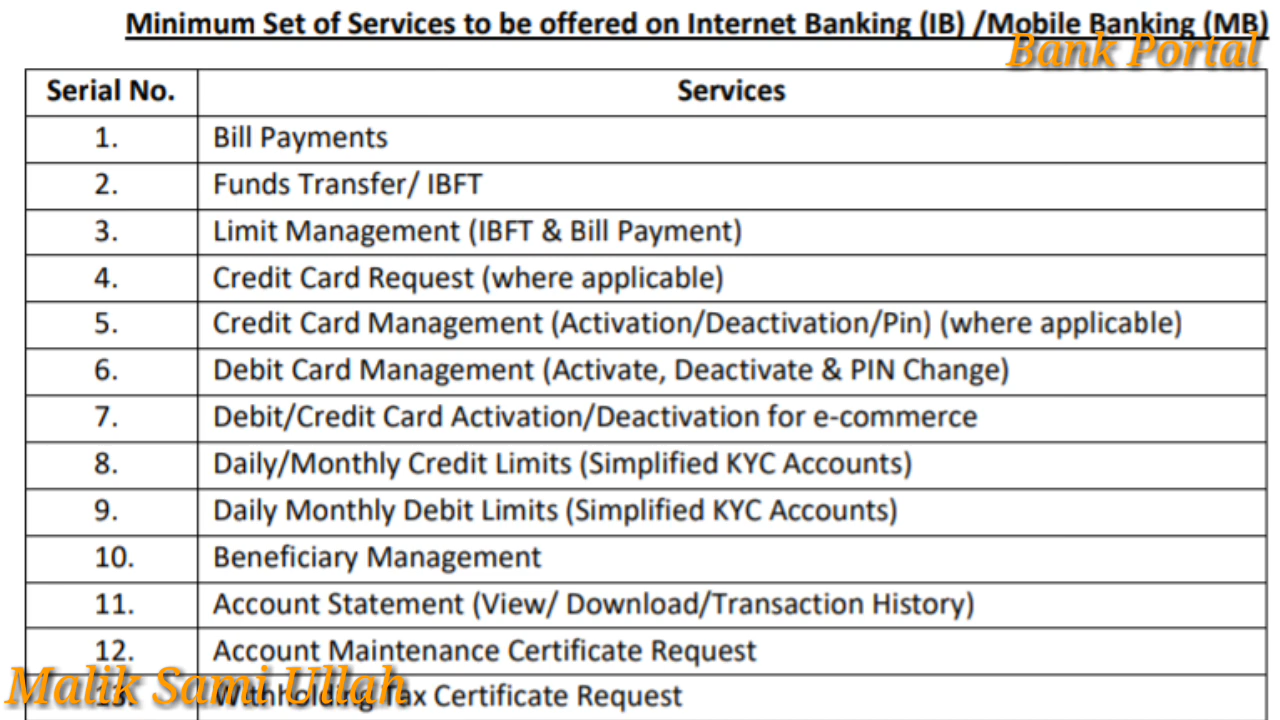 Minimum Set of Services to be offered on Internet Banking (IB) /Mobile Banking (MB)
Bank Portal
Serial No. Services
1. Bill Payments
2. Funds Transfer/ IBFT
3. Limit Management (IBFT & Bill Payment)
4. Credit Card Request (where applicable)
5. Credit Card Management (Activation/Deactivation/Pin) (where applicable)
6. Debit Card Management (Activate, Deactivate & PIN Change)
7. Debit/Credit Card Activation/Deactivation for e-commerce
8. Daily/Monthly Credit Limits (Simplified KYC Accounts)
9. Daily Monthly Debit Limits (Simplified KYC Accounts)
10. Beneficiary Management
11. Account Statement (View/ Download/Transaction History)
12. Account Maintenance Certificate Request
13. Withholding Tax Certificate Request
Malik Sami Ullah